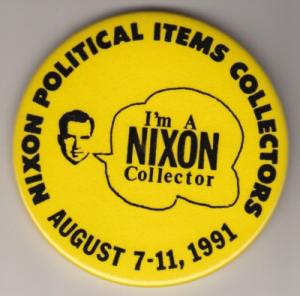 NIXON POLITICAL ITEMS COLLECTORS
I'm A
NIXON
Collector
AUGUST 7-11, 1991